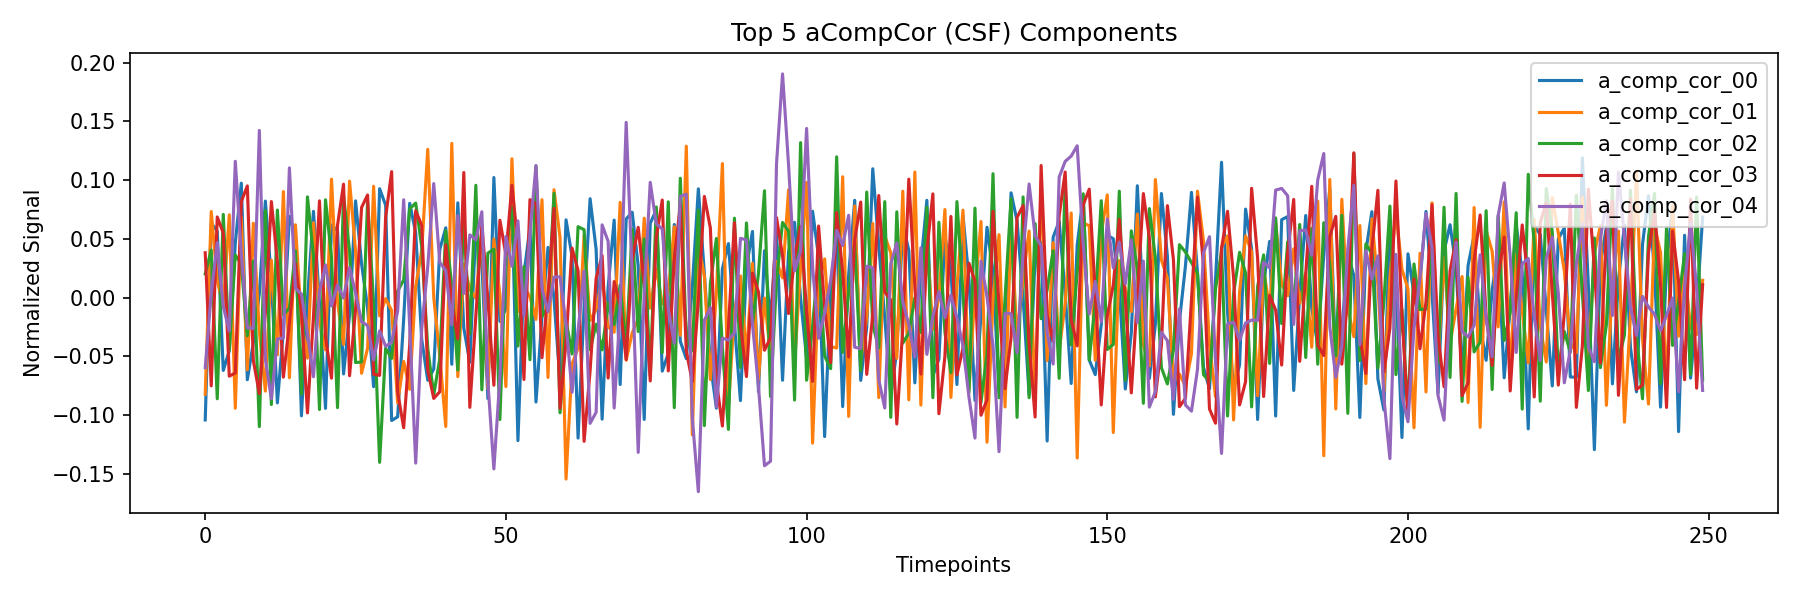 Top 5 aCompCor (CSF) Components
0.20
0.15
0.10
0.05
0.00
−0.05
−0.10
−0.15
Normalized Signal
a_comp_cor_00
a_comp_cor_01
a_comp_cor_02
a_comp_cor_03
a_comp_cor_04
0 50 100 150 200 250
Timepoints